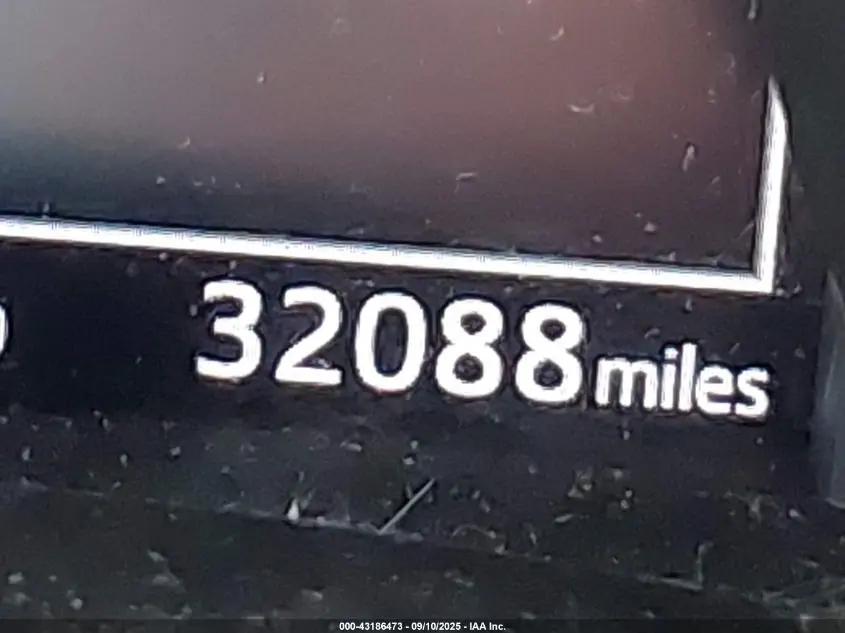 32088 miles
000-43186473 - 09/10/2025 - IAA Inc.